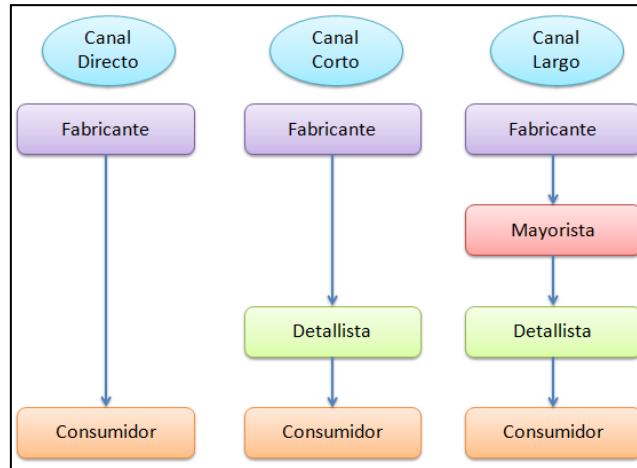 Canal
Directo
Canal
Corto
Canal
Largo
Fabricante
Fabricante
Fabricante
Mayorista
Detallista
Detallista
Consumidor
Consumidor
Consumidor